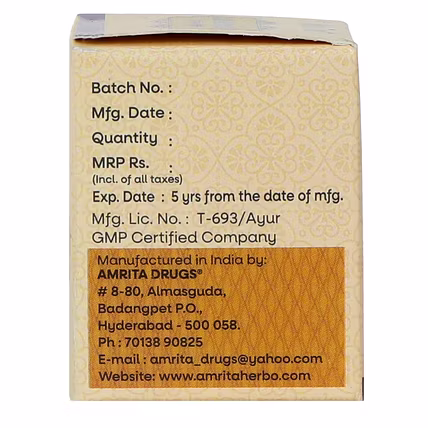 Batch No. :
Mfg. Date :
Quantity :
MRP Rs. :
(Incl. of all taxes)
Exp. Date : 5 yrs from the date of mfg.
Mfg. Lic. No. : T-693/Ayur
GMP Certified Company
Manufactured in India by:
AMRITA DRUGS®
# 8-80, Almasguda,
Badangpet P.O.,
Hyderabad - 500 058.
Ph : 70138 90825
E-mail : amrita_drugs@yahoo.com
Website: www.amritaherbo.com